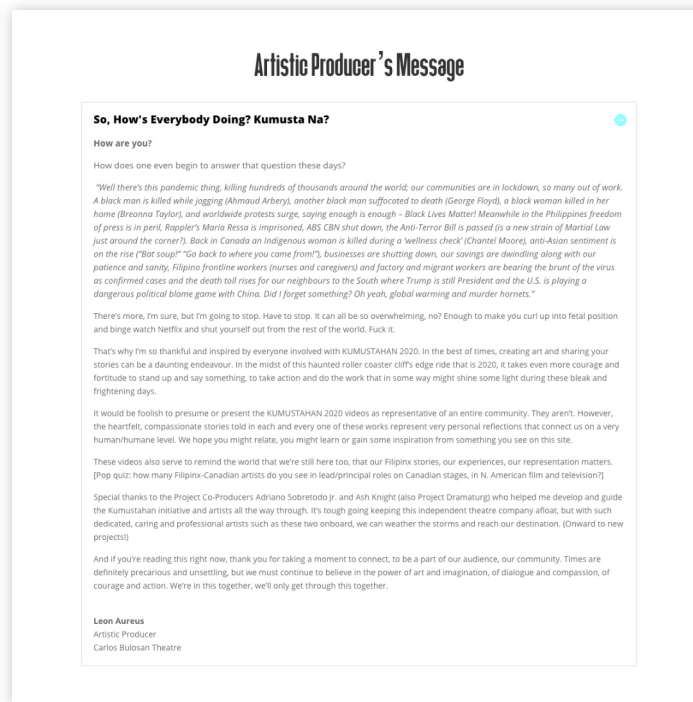 Artistic Producer's Message
So, How's Everybody Doing? Kumusta Na?
How are you?
How does one even begin to answer that question these days?
"Well there's this pandemic thing, killing hundreds of thousands around the world; our communities are in lockdown, so many out of work.
A black man is killed while jogging (Ahmaud Arbery), another black man suffocated to death (George Floyd), a black woman killed in her
home (Breonna Taylor), and worldwide protests surge, saying enough is enough – Black Lives Matter! Meanwhile in the Philippines freedom
of press is in peril, Rappler's Maria Ressa is imprisoned, ABS CBN shut down, the Anti-Terror Bill is passed (is a new strain of Martial Law
just around the corner?). Back in Canada an Indigenous woman is killed during a 'wellness check' (Chantel Moore), anti-Asian sentiment is
on the rise ("Bat soup!" "Go back to where you came from!"), businesses are shutting down, our savings are dwindling along with our
patience and sanity, Filipino frontline workers (nurses and caregivers) and factory and migrant workers are bearing the brunt of the virus
as confirmed cases and the death toll rises for our neighbours to the South where Trump is still President and the U.S. is playing a
dangerous political blame game with China. Did I forget something? Oh yeah, global warming and murder hornets."
There's more, I'm sure, but I'm going to stop. Have to stop. It can all be so overwhelming, no? Enough to make you curl up into fetal position
and binge watch Netflix and shut yourself out from the rest of the world. Fuck it.
That's why I'm so thankful and inspired by everyone involved with KUMUSTAHAN 2020. In the best of times, creating art and sharing your
stories can be a daunting endeavour. In the midst of this haunted roller coaster cliff's edge ride that is 2020, it takes even more courage and
fortitude to stand up and say something, to take action and do the work that in some way might shine some light during these bleak and
frightening days.
It would be foolish to presume or present the KUMUSTAHAN 2020 videos as representative of an entire community. They aren't. However,
the heartfelt, compassionate stories told in each and every one of these works represent very personal reflections that connect us on a very
human/humane level. We hope you might relate, you might learn or gain some inspiration from something you see on this site.
These videos also serve to remind the world that we're still here too, that our Filipinx stories, our experiences, our representation matters.
[Pop quiz: how many Filipinx-Canadian artists do you see in lead/principal roles on Canadian stages, in N. American film and television?]
Special thanks to the Project Co-Producers Adriano Sobretodo Jr. and Ash Knight (also Project Dramaturg) who helped me develop and guide
the Kumustahan initiative and artists all the way through. It's tough going keeping this independent theatre company afloat, but with such
dedicated, caring and professional artists such as these two onboard, we can weather the storms and reach our destination. (Onward to new
projects!)
And if you're reading this right now, thank you for taking a moment to connect, to be a part of our audience, our community. Times are
definitely precarious and unsettling, but we must continue to believe in the power of art and imagination, of dialogue and compassion, of
courage and action. We're in this together, we'll only get through this together.
Leon Aureus
Artistic Producer
Carlos Bulosan Theatre